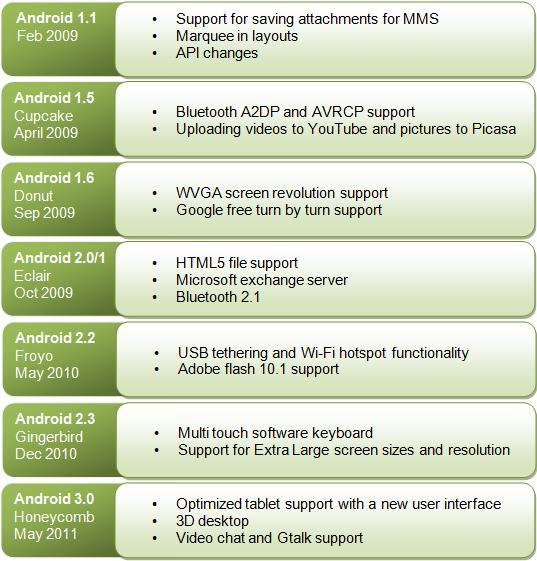 Android 1.1
Feb 2009
• Support for saving attachments for MMS
• Marquee in layouts
• API changes
Android 1.5
Cupcake
April 2009
• Bluetooth A2DP and AVRCP support
• Uploading videos to YouTube and pictures to Picasa
Android 1.6
Donut
Sep 2009
• WVGA screen revolution support
• Google free turn by turn support
Android 2.0/1
Eclair
Oct 2009
• HTML5 file support
• Microsoft exchange server
• Bluetooth 2.1
Android 2.2
Froyo
May 2010
• USB tethering and Wi-Fi hotspot functionality
• Adobe flash 10.1 support
Android 2.3
Gingerbird
Dec 2010
• Multi touch software keyboard
• Support for Extra Large screen sizes and resolution
Android 3.0
Honeycomb
May 2011
• Optimized tablet support with a new user interface
• 3D desktop
• Video chat and Gtalk support